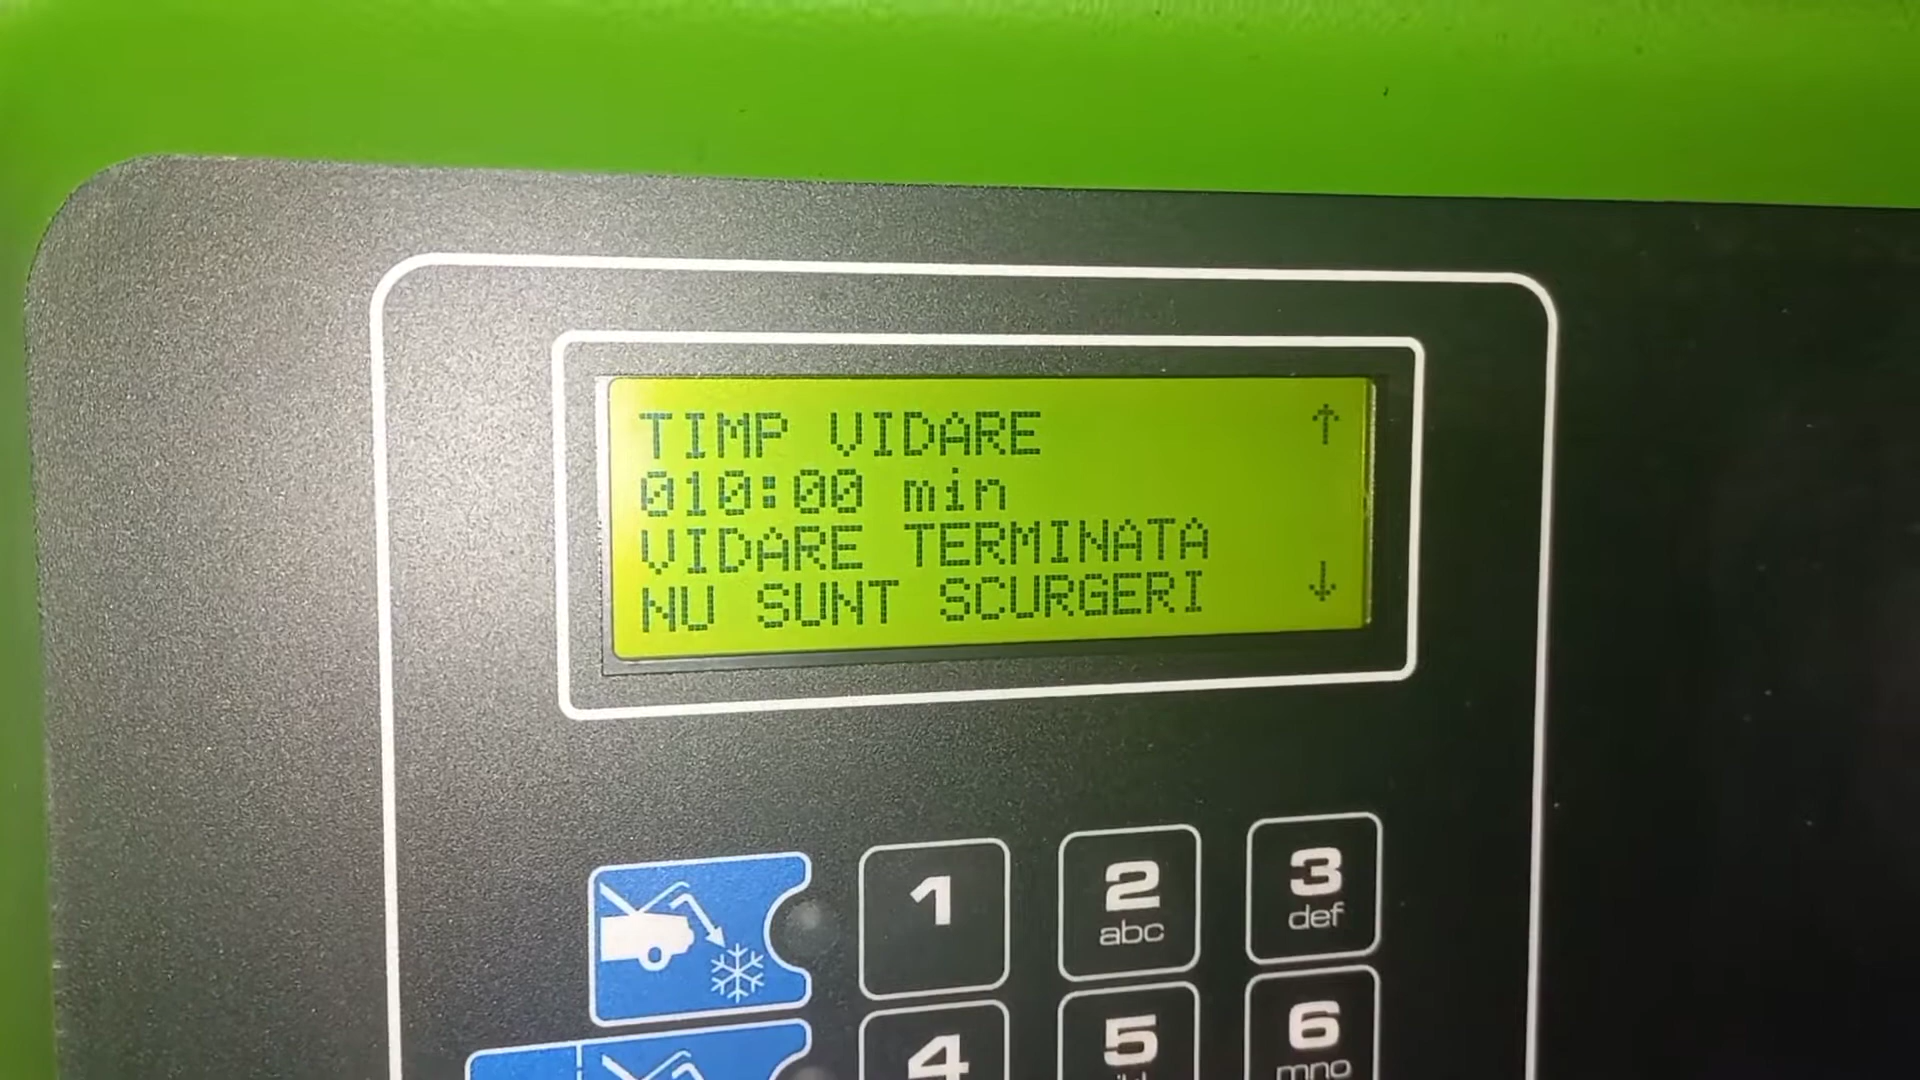 TIMP VIDARE ↑
010:00 min
VIDARE TERMINATA
NU SUNT SCURGERI ↓
1
2
abc
3
def
4
5
6
mno